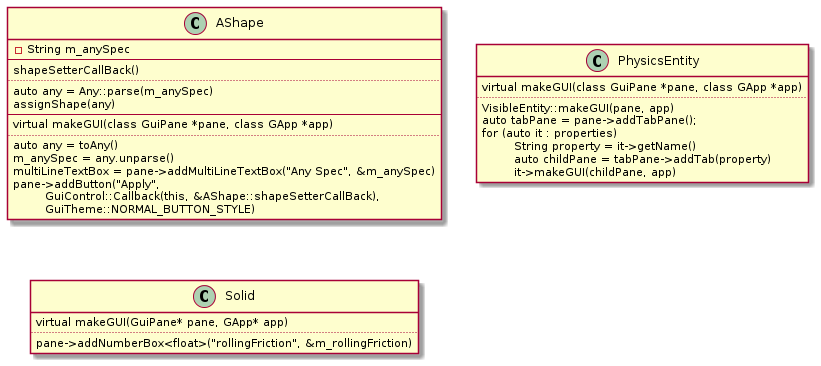 C AShape
String m_anySpec
shapeSetterCallBack()
auto any = Any::parse(m_anySpec)
assignShape(any)
virtual makeGUI(class GuiPane *pane, class GApp *app)
auto any = toAny()
m_anySpec = any.unparse()
multiLineTextBox = pane->addMultiLineTextBox("Any Spec", &m_anySpec)
pane->addButton("Apply",
GuiControl::Callback(this, &AShape::shapeSetterCallBack),
GuiTheme::NORMAL_BUTTON_STYLE)
C PhysicsEntity
virtual makeGUI(class GuiPane *pane, class GApp *app)
VisibleEntity::makeGUI(pane, app)
auto tabPane = pane->addTabPane();
for (auto it : properties)
String property = it->getName()
auto childPane = tabPane->addTab(property)
it->makeGUI(childPane, app)
C Solid
virtual makeGUI(GuiPane* pane, GApp* app)
pane->addNumberBox<float>("rollingFriction", &m_rollingFriction)